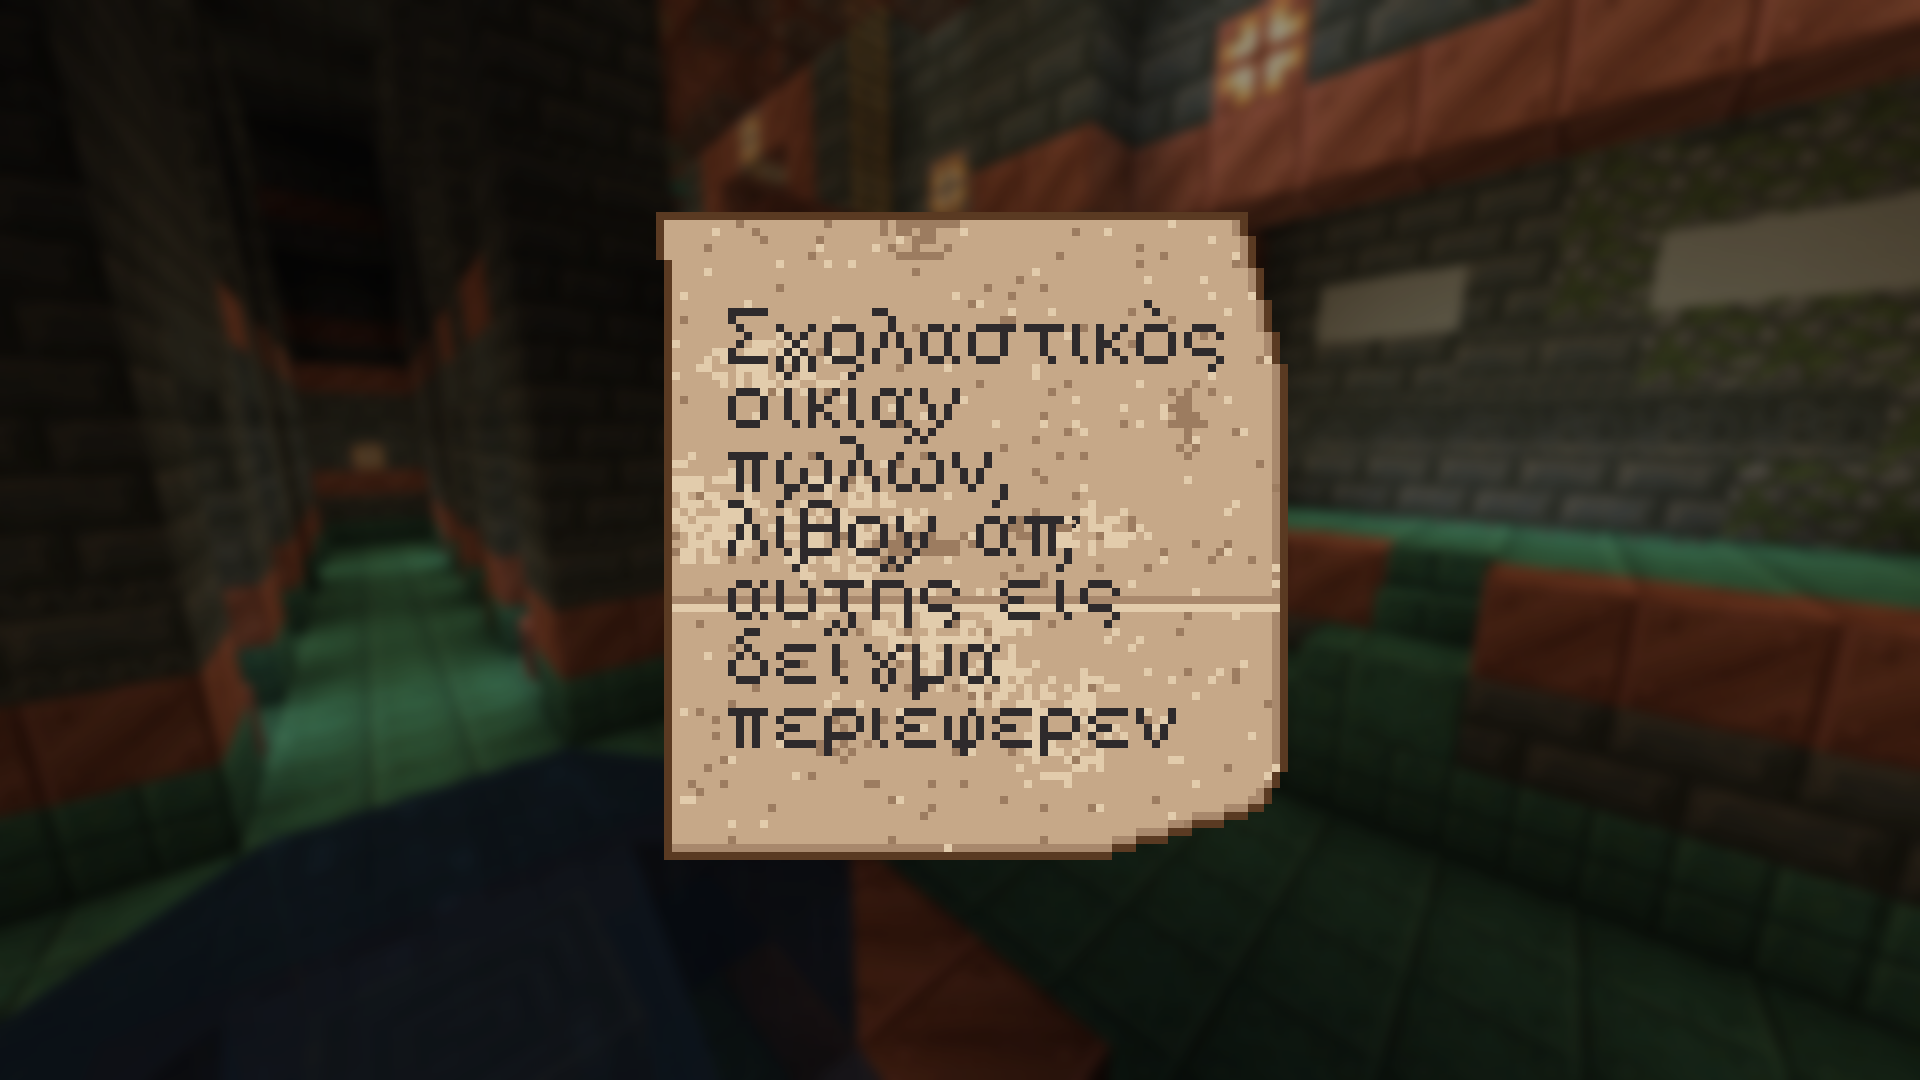 Σχολαστικὸς
οἰκίαν
πωλῶν,
λίθον ἀπ’
αὐτῆς εἰς
δεῖγμα
περιέφερεν